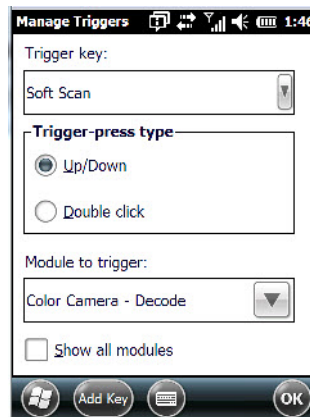 Manage Triggers 1:46
Trigger key:
Soft Scan
Trigger-press type
Up/Down
Double click
Module to trigger:
Color Camera - Decode
Show all modules
Add Key OK